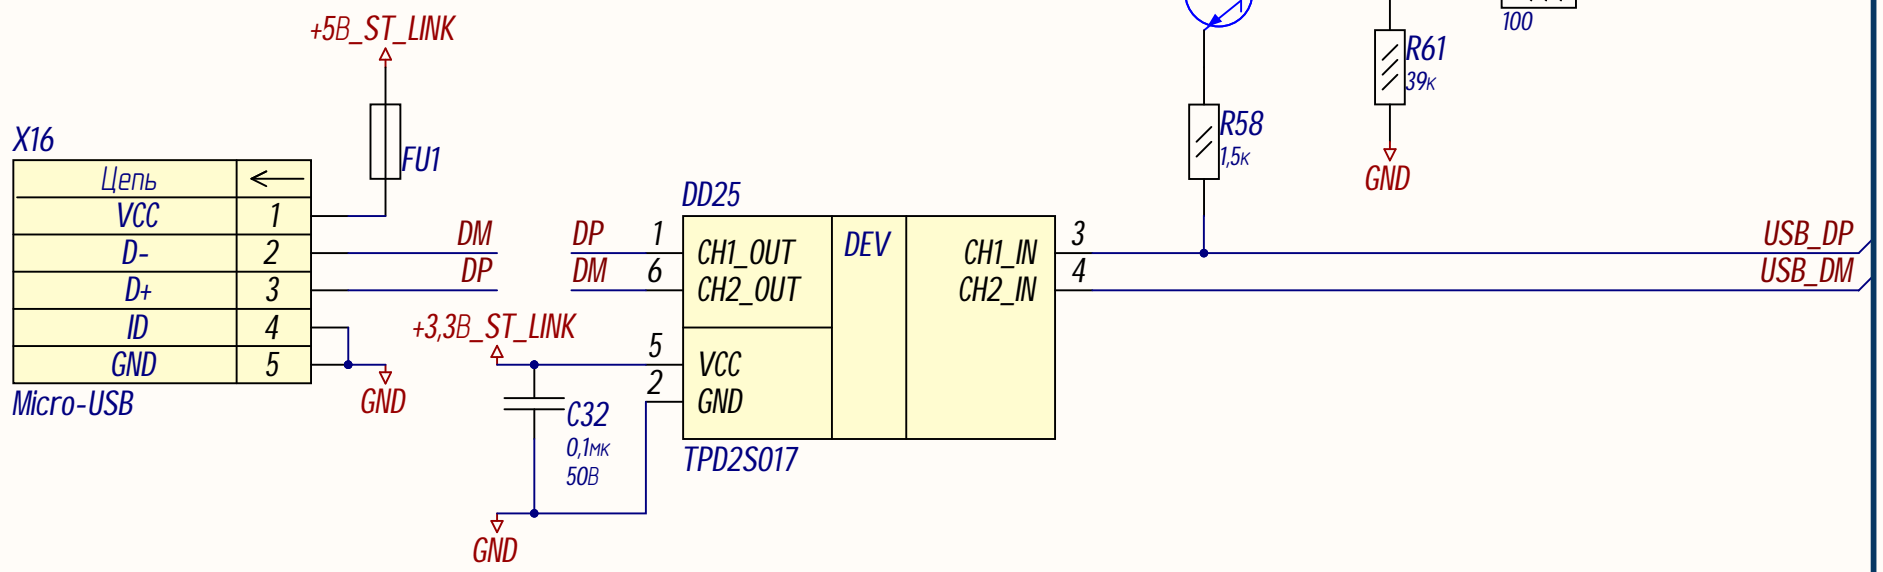 +5В_ST_LINK
100
R61
39к
FU1
R58
1,5к
GND
X16
Цепь
VCC 1
D- 2
D+ 3
ID 4
GND 5
Micro-USB
GND
DM
DP
DP 1
DM 6
DD25
CH1_OUT DEV CH1_IN
CH2_OUT CH2_IN
3
4
USB_DP
USB_DM
+3,3В_ST_LINK
5
VCC
2
GND
C32
0,1мк
50В
TPD2S017
GND